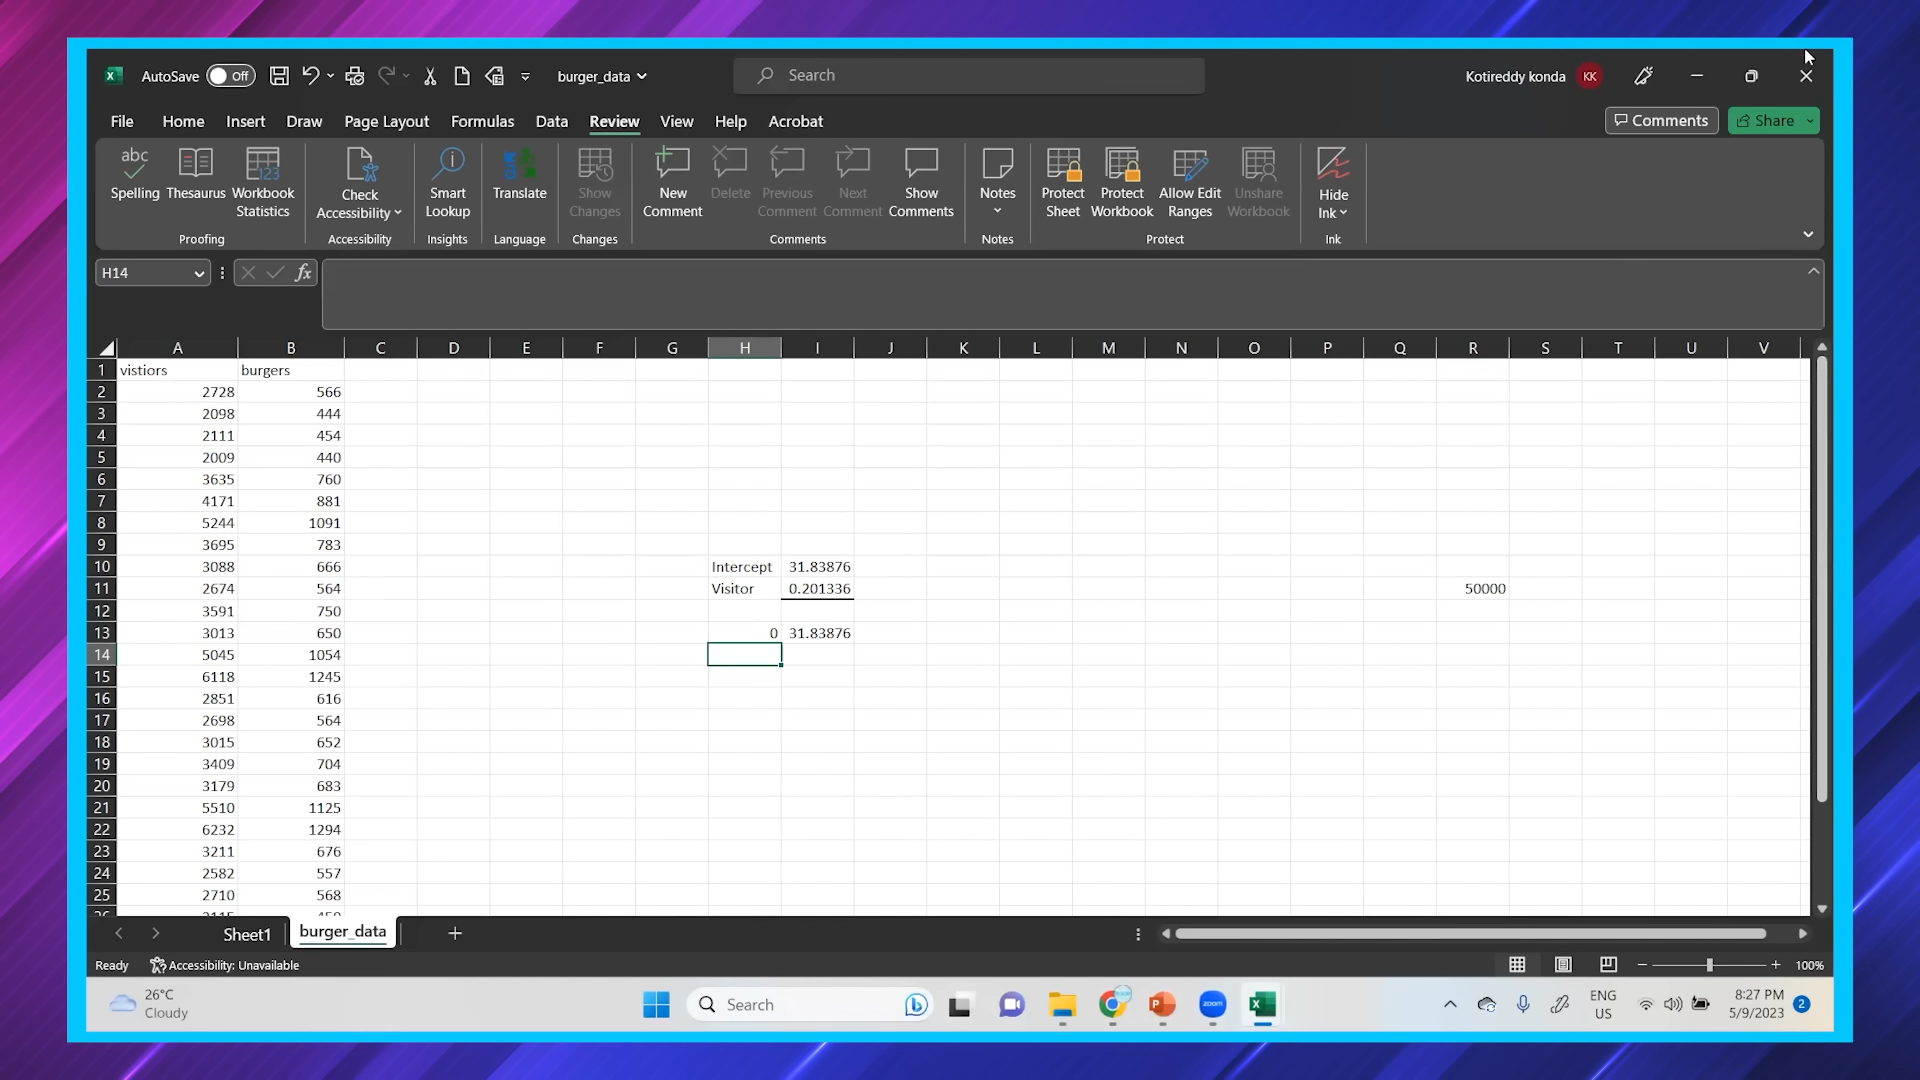 AutoSave Off burger_data Search Kotireddy konda KK
File Home Insert Draw Page Layout Formulas Data Review View Help Acrobat Comments Share
Spelling Thesaurus Workbook Statistics Check Accessibility Smart Lookup Translate Show Changes New Comment Delete Previous Comment Next Comment Show Comments Notes Protect Sheet Protect Workbook Allow Edit Ranges Unshare Workbook Hide Ink
Proofing Accessibility Insights Language Changes Comments Notes Protect Ink
H14 fx
A B C D E F G H I J K L M N O P Q R S T U V
1 vistiors burgers
2 2728 566
3 2098 444
4 2111 454
5 2009 440
6 3635 760
7 4171 881
8 5244 1091
9 3695 783
10 3088 666 Intercept 31.83876
11 2674 564 Visitor 0.201336 50000
12 3591 750
13 3013 650 0 31.83876
14 5045 1054
15 6118 1245
16 2851 616
17 2698 564
18 3015 652
19 3409 704
20 3179 683
21 5510 1125
22 6232 1294
23 3211 676
24 2582 557
25 2710 568
Sheet1 burger_data
Ready Accessibility: Unavailable 100%
26°C
Cloudy
Search
zoom
ENG
US
8:27 PM
5/9/2023
2